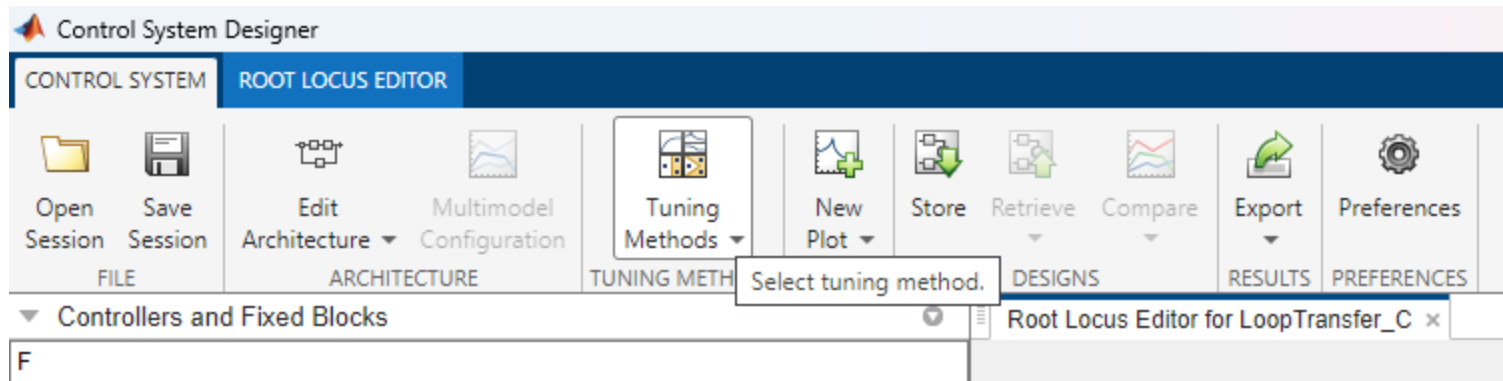 Control System Designer
CONTROL SYSTEM
ROOT LOCUS EDITOR
Open
Session
Save
Session
Edit
Architecture
Multimodel
Configuration
Tuning
Methods
New
Plot
Store
Retrieve
Compare
Export
Preferences
FILE
ARCHITECTURE
TUNING METH
Select tuning method.
DESIGNS
RESULTS
PREFERENCES
Controllers and Fixed Blocks
Root Locus Editor for LoopTransfer_C ×
F